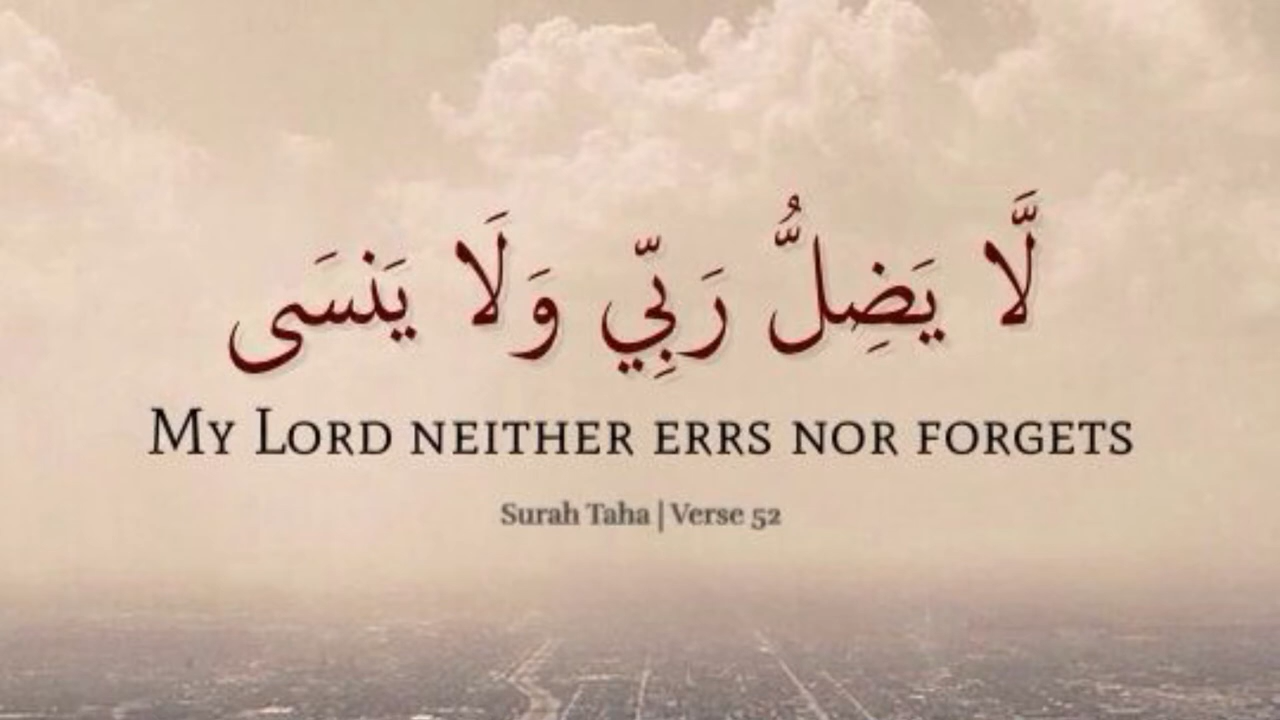 لَّا يَضِلُّ رَبِّي وَلَا يَنسَى
My Lord neither errs nor forgets
Surah Taha | Verse 52